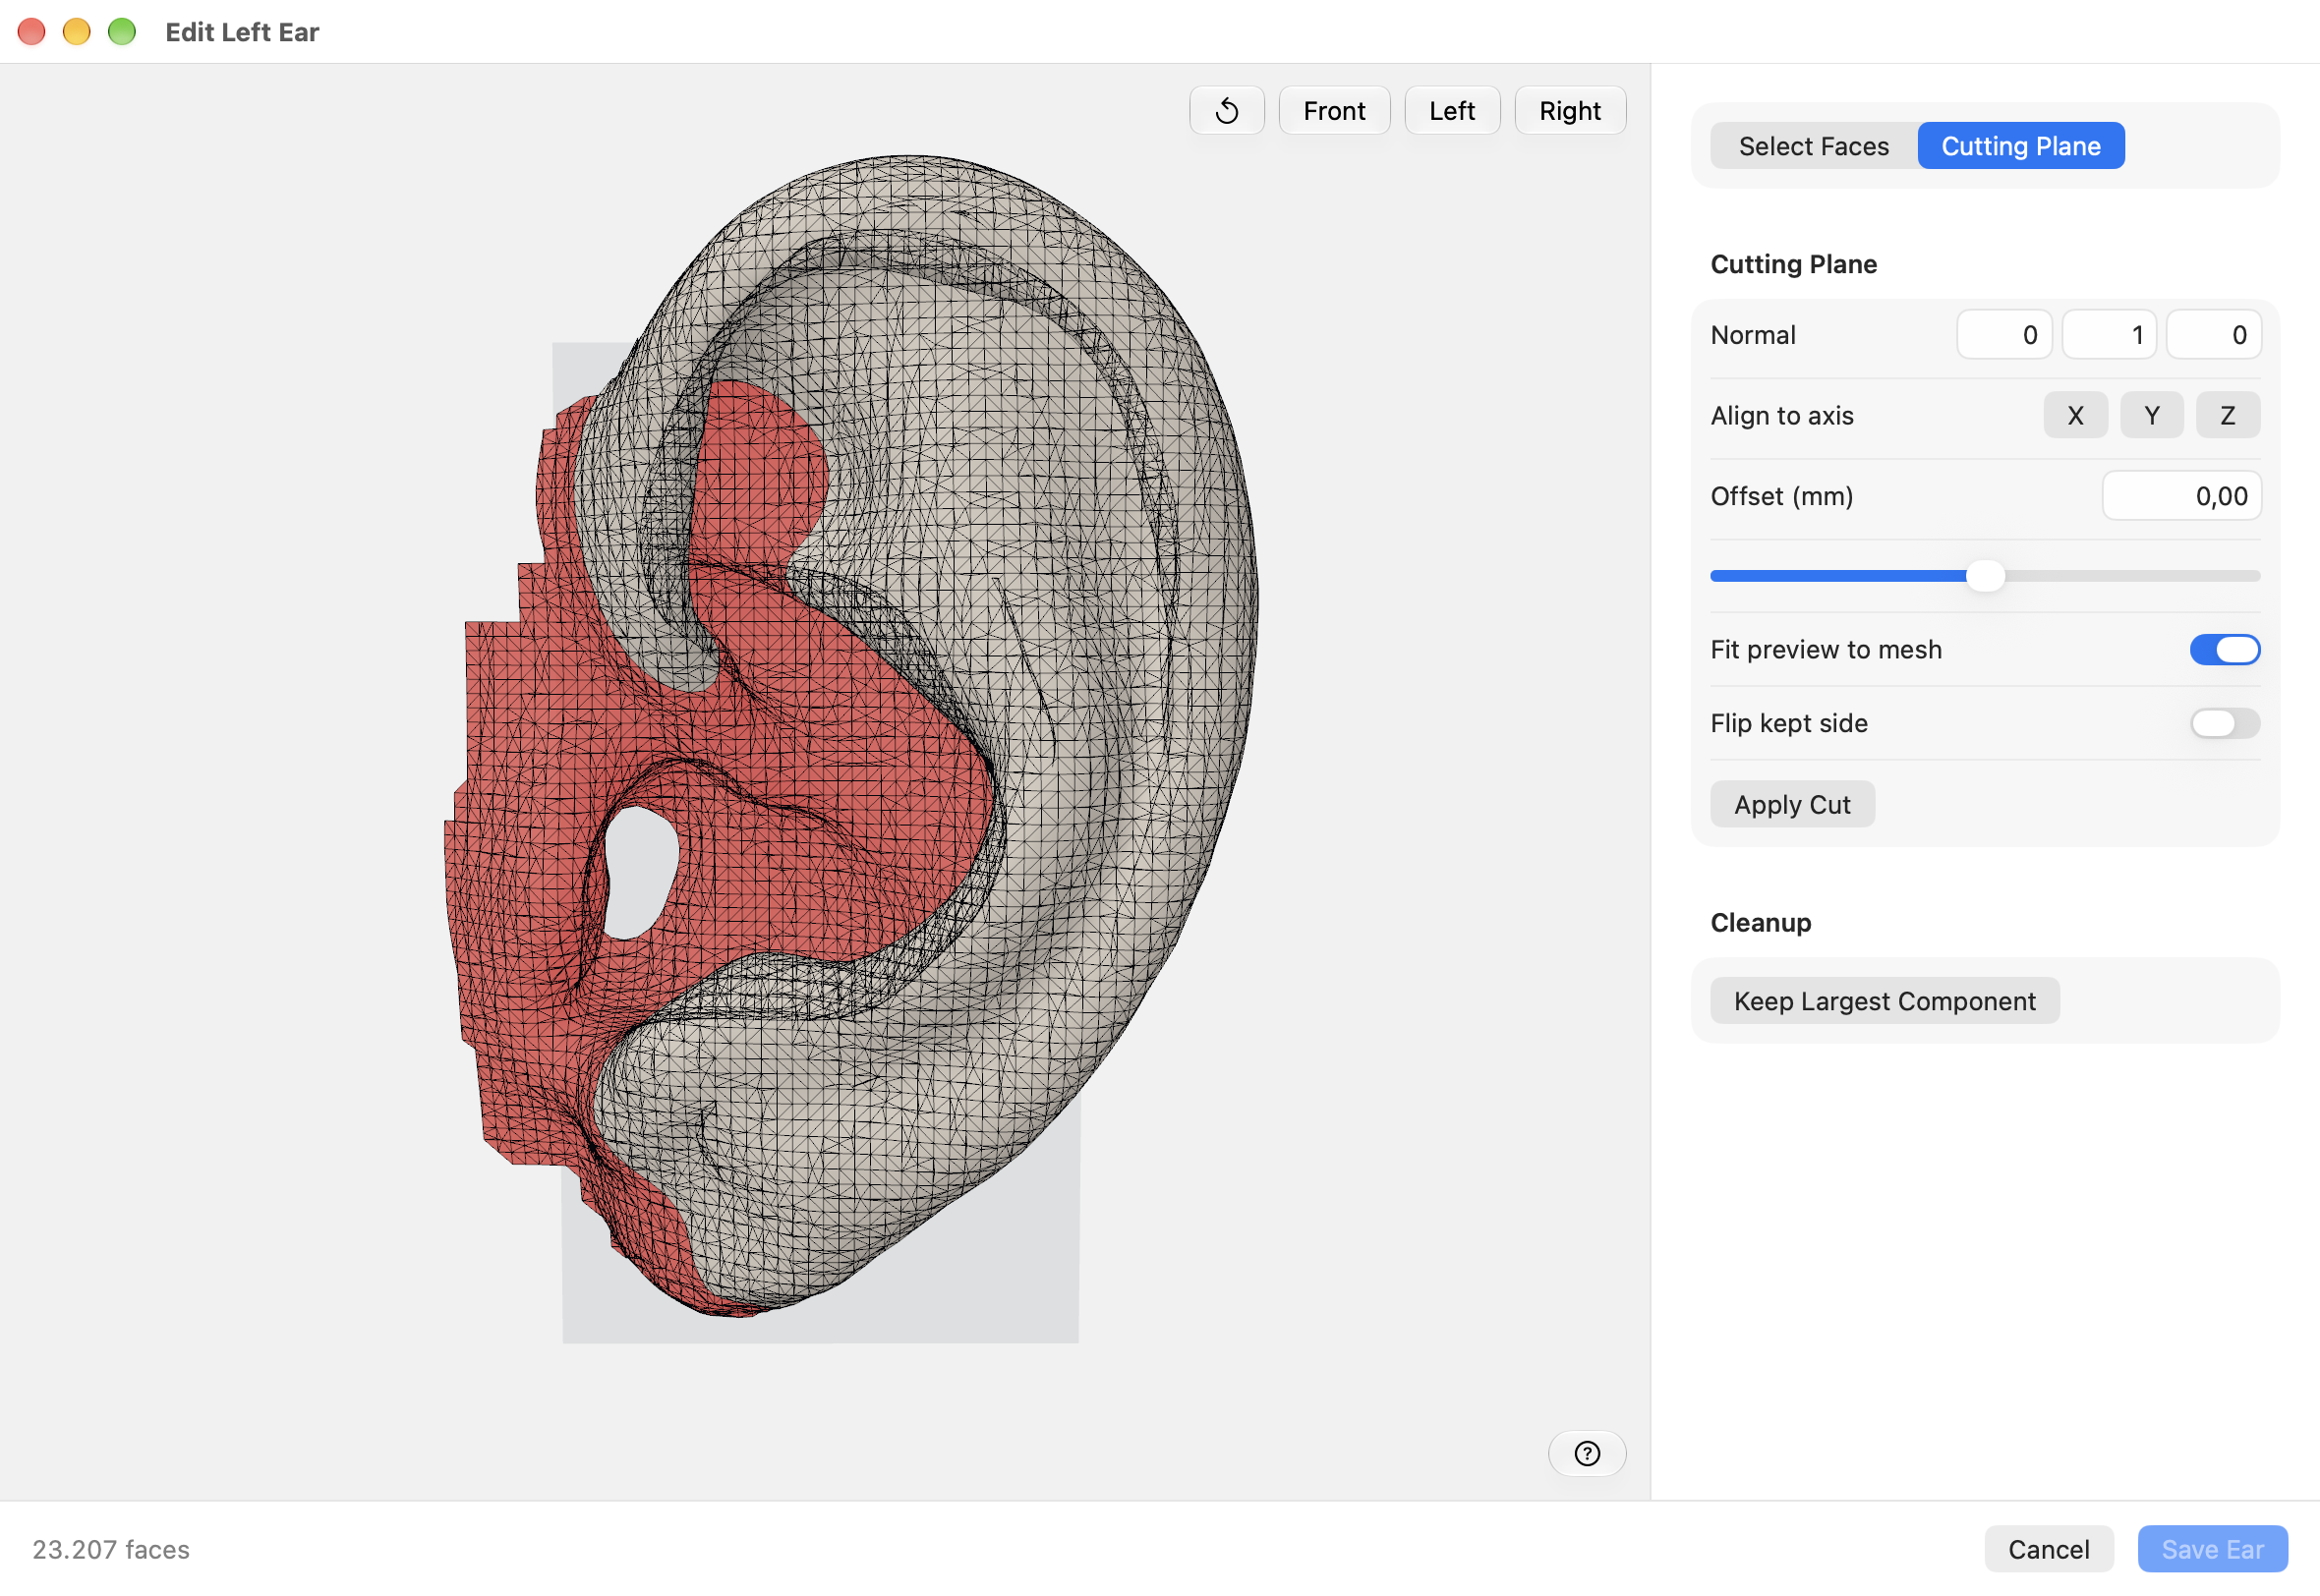 Edit Left Ear
Front Left Right
Select Faces Cutting Plane
Cutting Plane
Normal 0 1 0
Align to axis X Y Z
Offset (mm) 0,00
Fit preview to mesh
Flip kept side
Apply Cut
Cleanup
Keep Largest Component
?
23.207 faces Cancel Save Ear